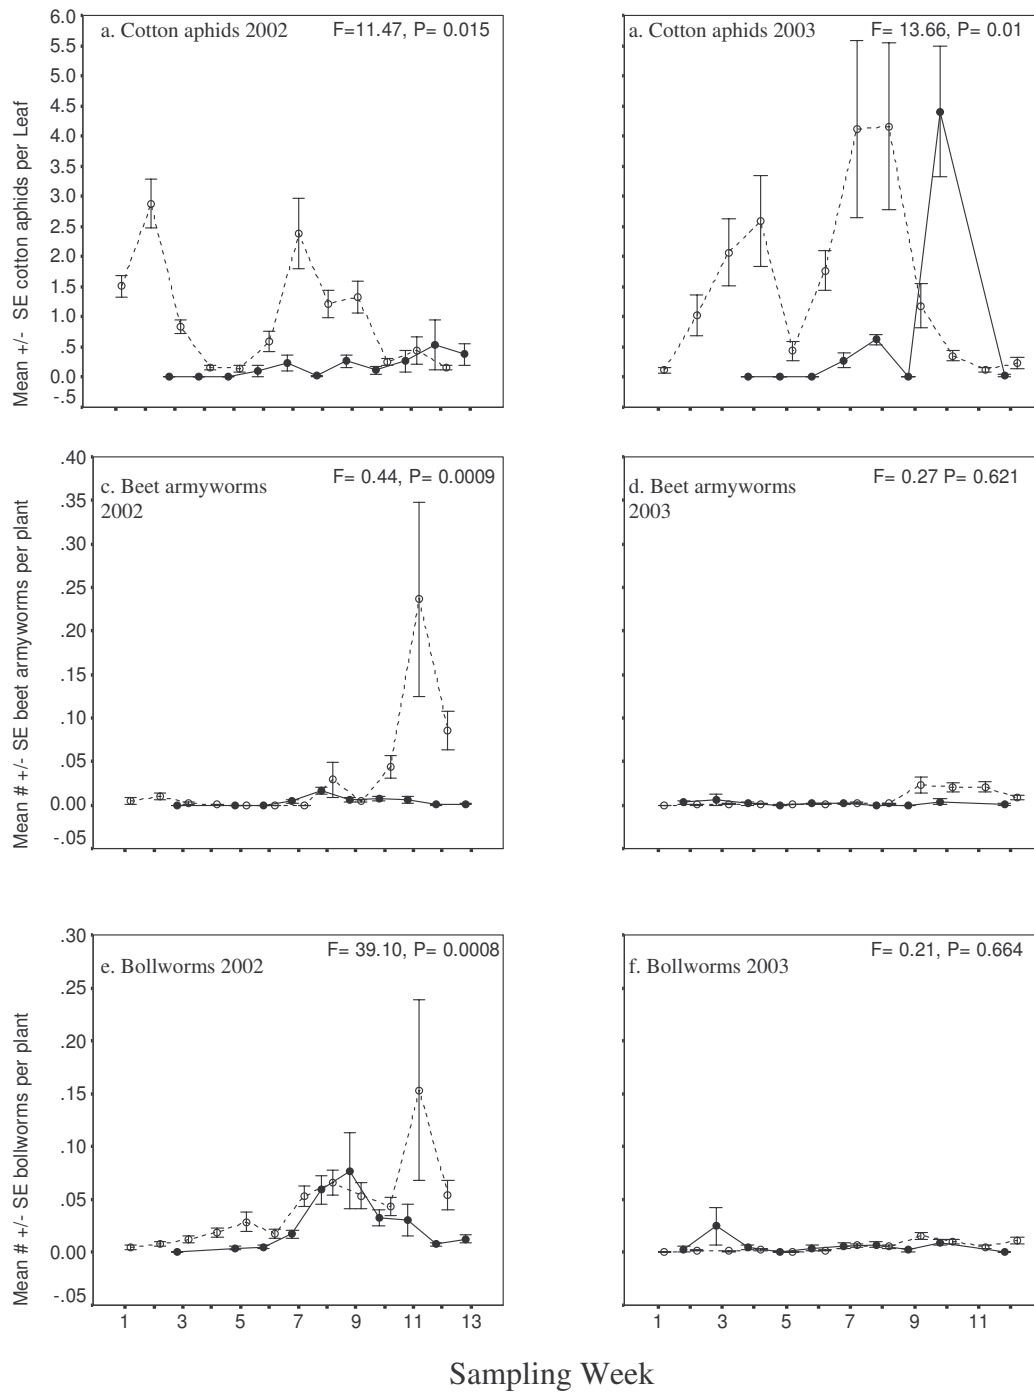 a. Cotton aphids 2002
F=11.47, P= 0.015
6.0
5.5
5.0
4.5
4.0
3.5
3.0
2.5
2.0
1.5
1.0
.5
0.0
-.5
Mean +/- SE cotton aphids per Leaf
a. Cotton aphids 2003
F= 13.66, P= 0.01
c. Beet armyworms
2002
F= 0.44, P= 0.0009
.40
.35
.30
.25
.20
.15
.10
.05
0.00
-.05
Mean # +/- SE beet armyworms per plant
d. Beet armyworms
2003
F= 0.27 P= 0.621
e. Bollworms 2002
F= 39.10, P= 0.0008
.30
.25
.20
.15
.10
.05
0.00
-.05
Mean # +/- SE bollworms per plant
1 3 5 7 9 11 13
f. Bollworms 2003
F= 0.21, P= 0.664
1 3 5 7 9 11
Sampling Week